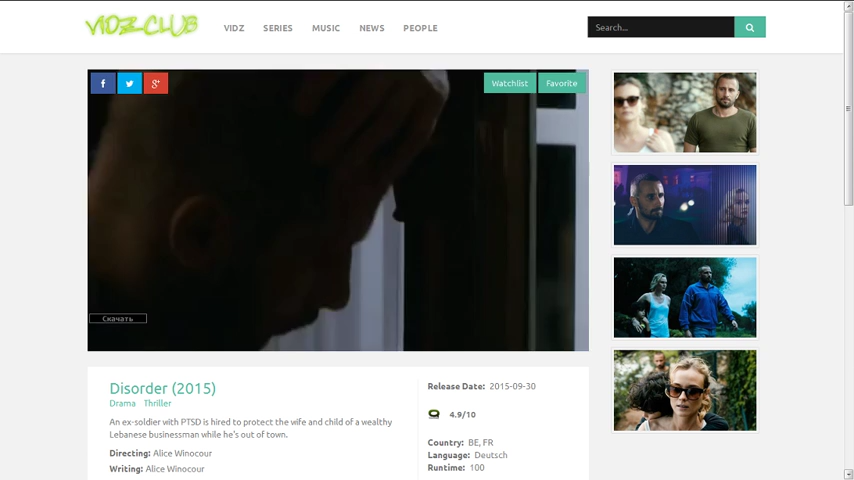 VIDZ.CLUB
VIDZ SERIES MUSIC NEWS PEOPLE
Search...
f g+ Watchlist Favorite
Скачать
Disorder (2015)
Drama Thriller
An ex-soldier with PTSD is hired to protect the wife and child of a wealthy
Lebanese businessman while he's out of town.
Directing: Alice Winocour
Writing: Alice Winocour
Release Date: 2015-09-30
4.9/10
Country: BE, FR
Language: Deutsch
Runtime: 100